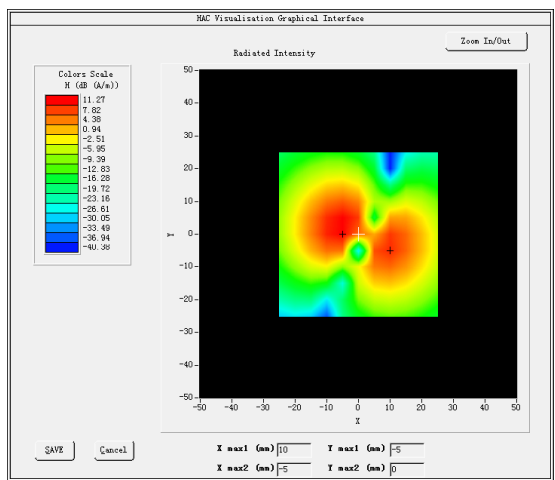 HAC Visualisation Graphical Interface
Zoom In/Out
Radiated Intensity
Colors Scale
H (dB (A/m))
11.27
7.82
4.38
0.94
-2.51
-5.95
-9.39
-12.83
-16.28
-19.72
-23.16
-26.61
-30.05
-33.49
-36.94
-40.38
50
40
30
20
10
0
-10
-20
-30
-40
-50
Y
-50 -40 -30 -20 -10 0 10 20 30 40 50
X
SAVE Cancel
X max1 (mm) 10 Y max1 (mm) -5
X max2 (mm) -5 Y max2 (mm) 0